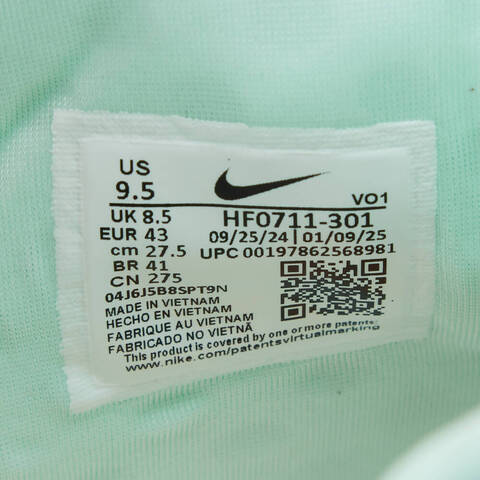 US
9.5
VO1
UK 8.5
HF0711-301
EUR 43
09/25/24 | 01/09/25
cm 27.5
UPC 00197862568981
BR 41
CN 275
04J6J5B8SPT9N
MADE IN VIETNAM
HECHO EN VIETNAM
FABRIQUE AU VIETNAM
FABRICADO NO VIETNÃ
This product is covered by one or more patents.
www.nike.com/patentsvirtualmarking